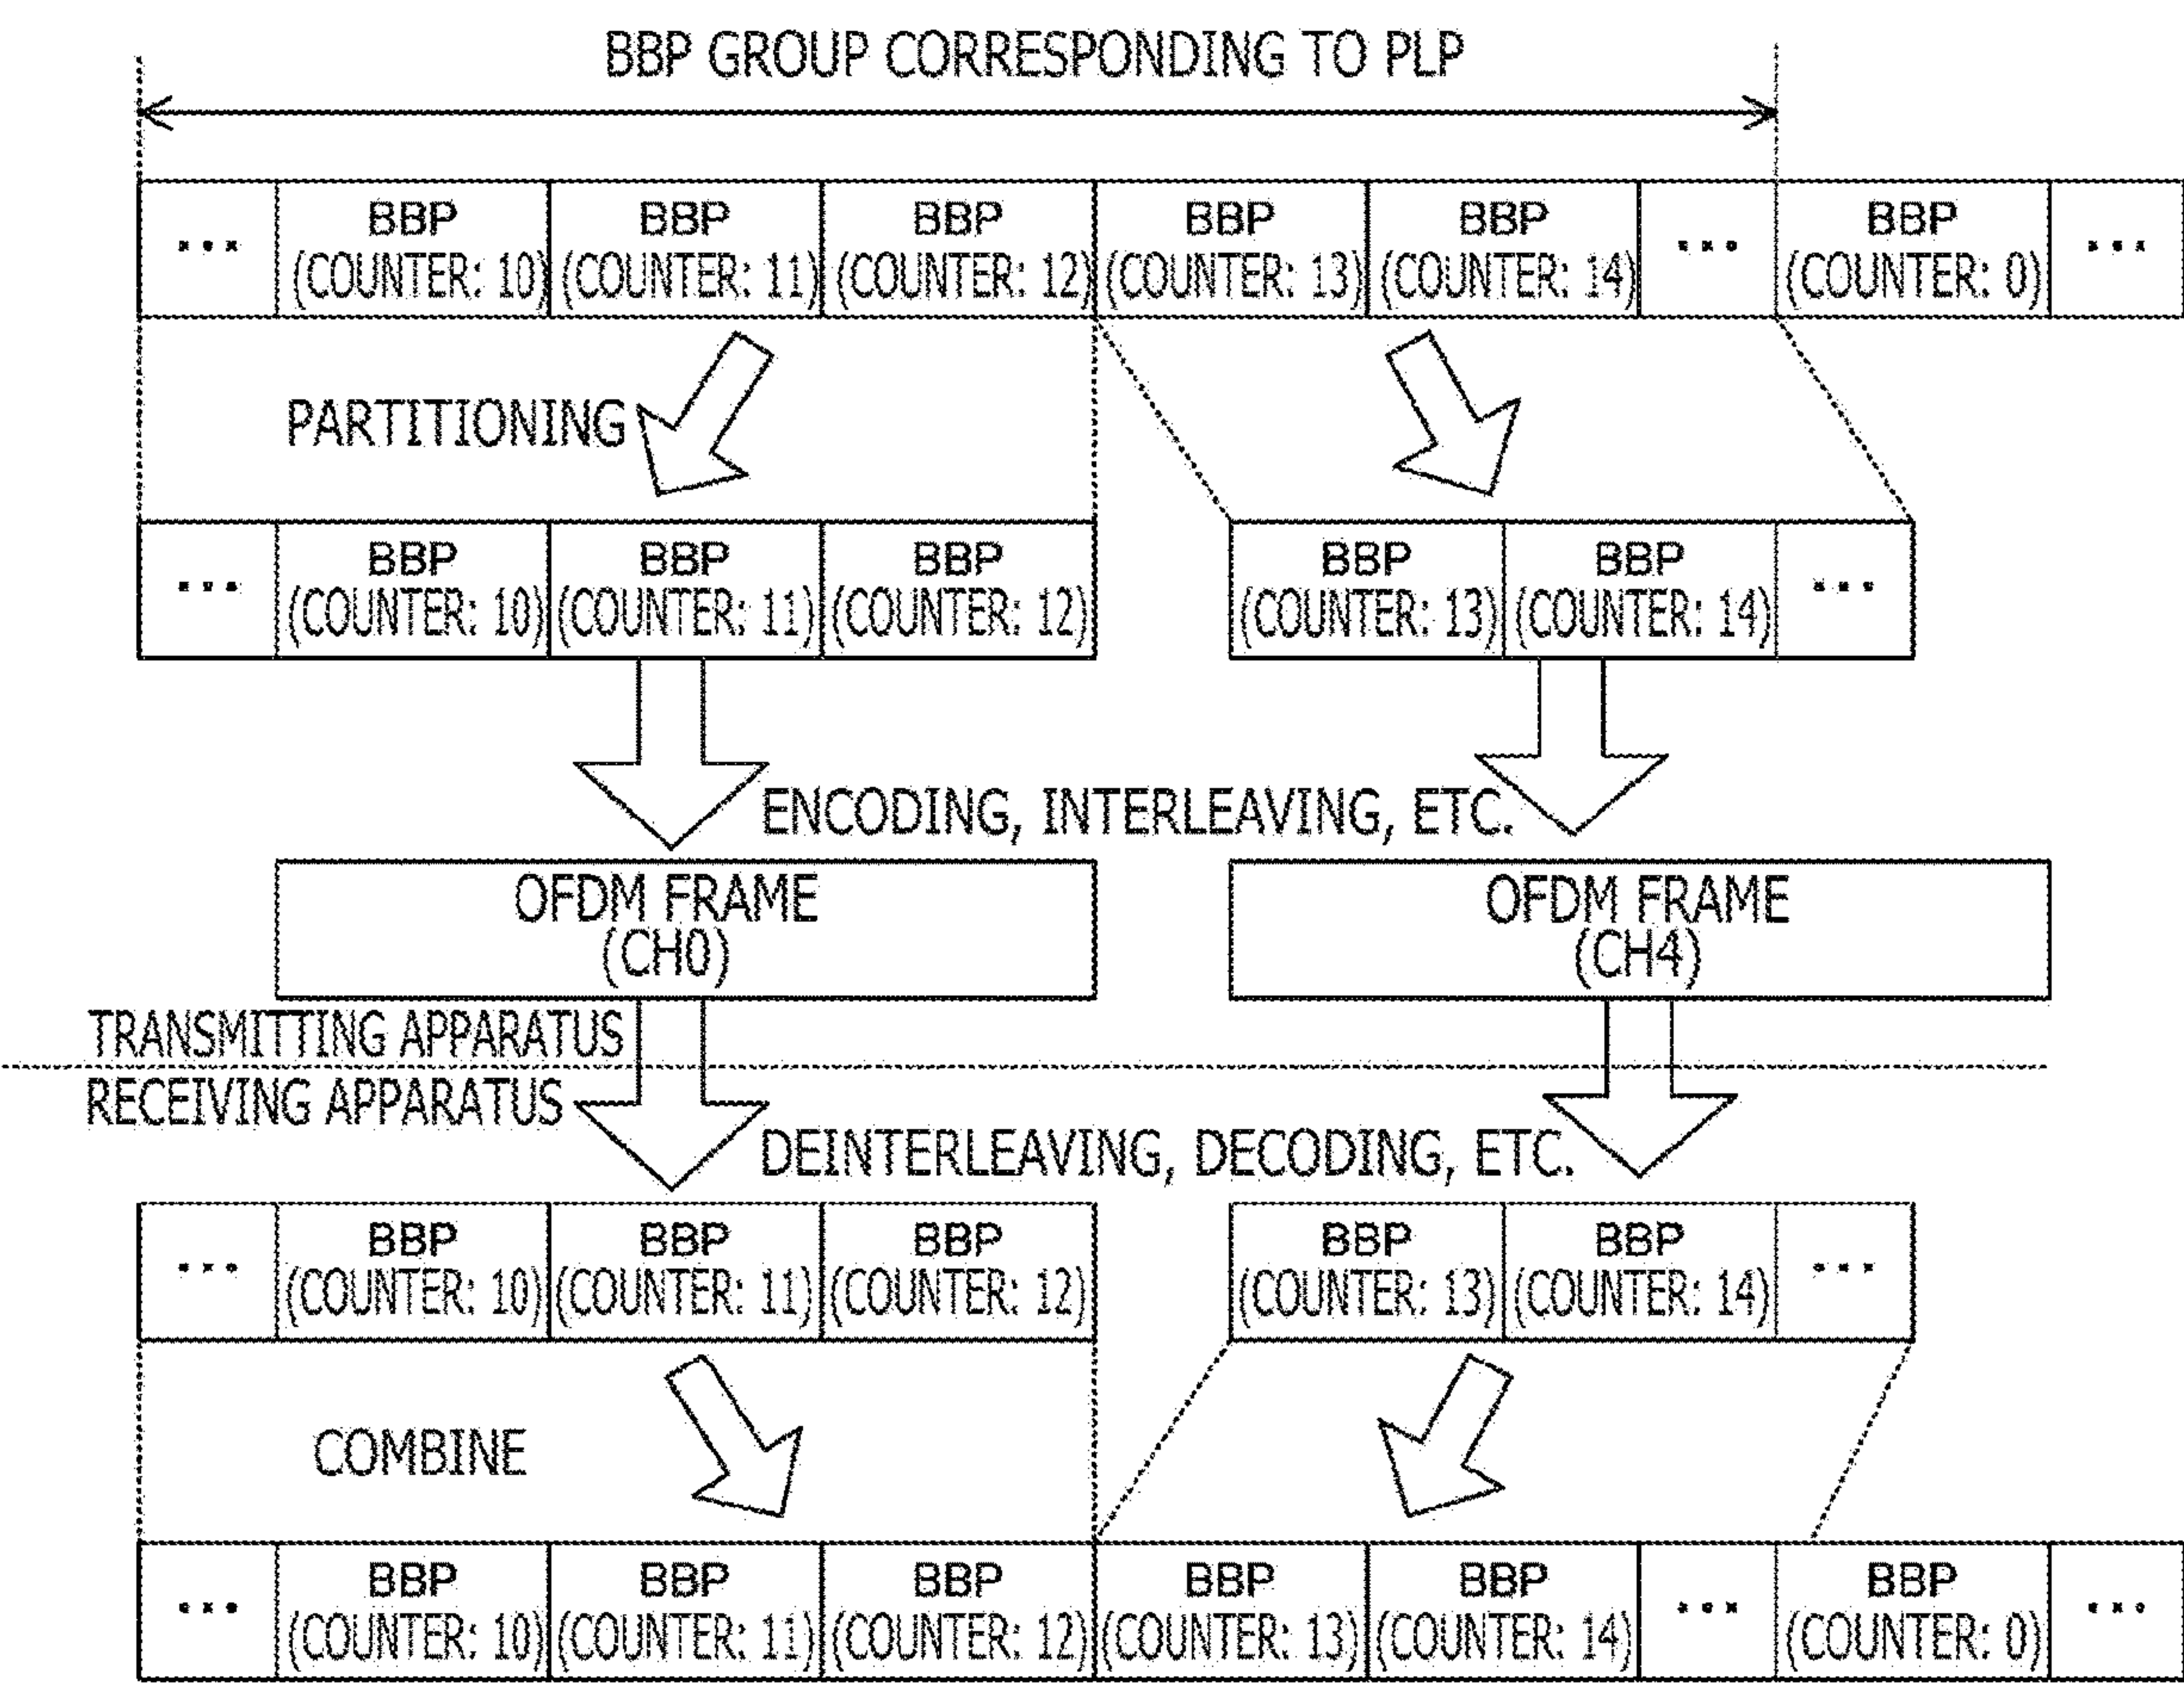 BBP GROUP CORRESPONDING TO PLP
... BBP BBP BBP BBP BBP ... BBP ...
(COUNTER: 10) (COUNTER: 11) (COUNTER: 12) (COUNTER: 13) (COUNTER: 14) (COUNTER: 0)
PARTITIONING
... BBP BBP BBP BBP BBP ...
(COUNTER: 10) (COUNTER: 11) (COUNTER: 12) (COUNTER: 13) (COUNTER: 14)
ENCODING, INTERLEAVING, ETC.
OFDM FRAME OFDM FRAME
(CH0) (CH4)
TRANSMITTING APPARATUS
RECEIVING APPARATUS
DEINTERLEAVING, DECODING, ETC.
... BBP BBP BBP BBP BBP ...
(COUNTER: 10) (COUNTER: 11) (COUNTER: 12) (COUNTER: 13) (COUNTER: 14)
COMBINE
... BBP BBP BBP BBP BBP ... BBP ...
(COUNTER: 10) (COUNTER: 11) (COUNTER: 12) (COUNTER: 13) (COUNTER: 14) (COUNTER: 0)